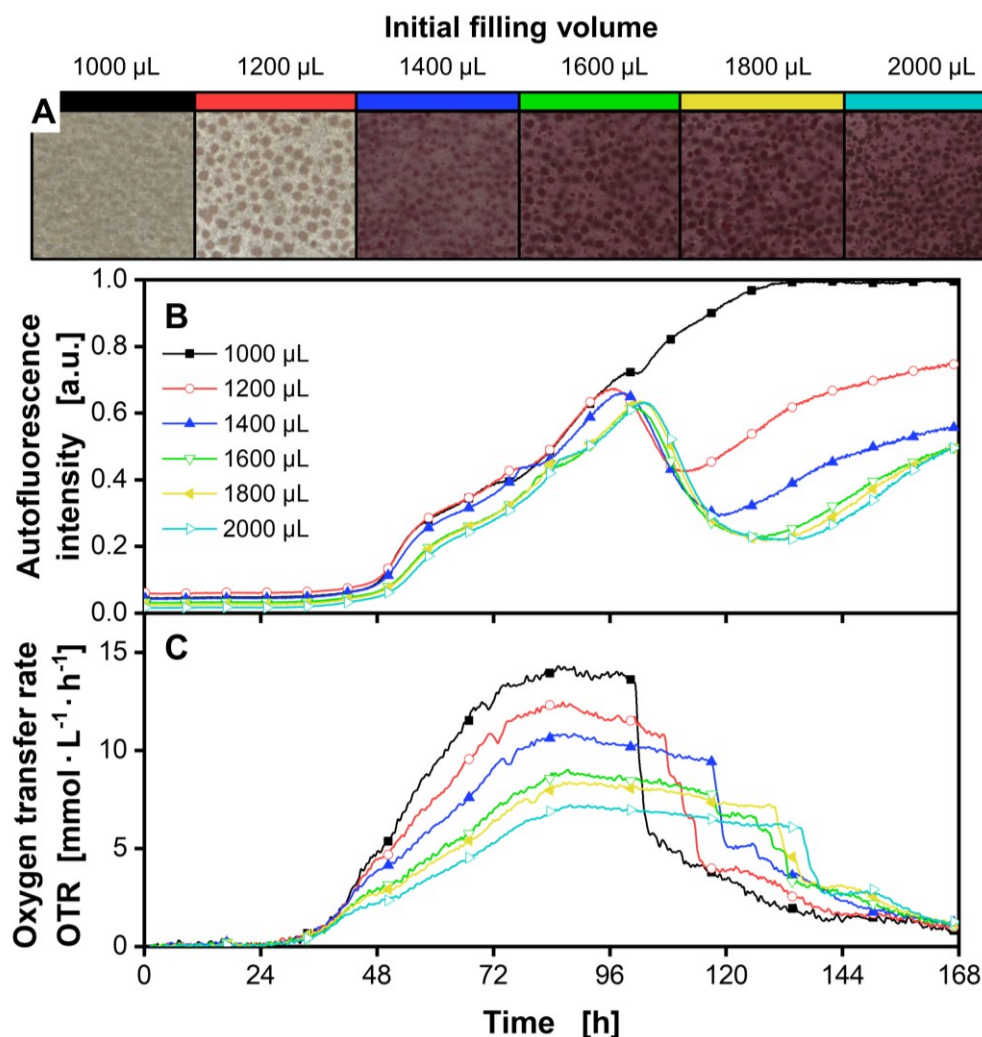 Initial filling volume
1000 µL 1200 µL 1400 µL 1600 µL 1800 µL 2000 µL
A
B
1000 µL
1200 µL
1400 µL
1600 µL
1800 µL
2000 µL
Autofluorescence
intensity [a.u.]
1.0
0.8
0.6
0.4
0.2
0.0
C
Oxygen transfer rate
OTR [mmol · L⁻¹ · h⁻¹]
15
10
5
0
0 24 48 72 96 120 144 168
Time [h]